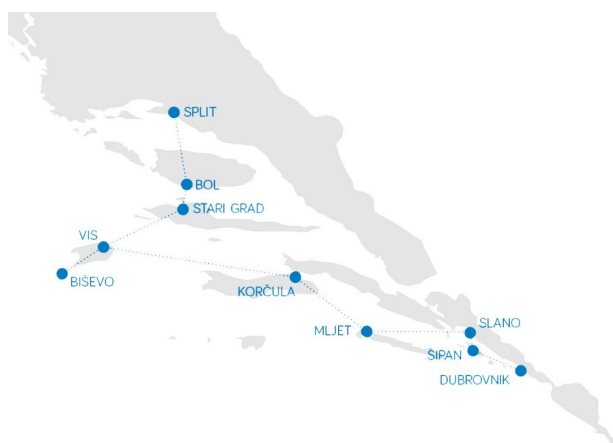 SPLIT
BOL
STARI GRAD
VIS
BIŠEVO
KORČULA
MLJET
SLANO
ŠIPAN
DUBROVNIK